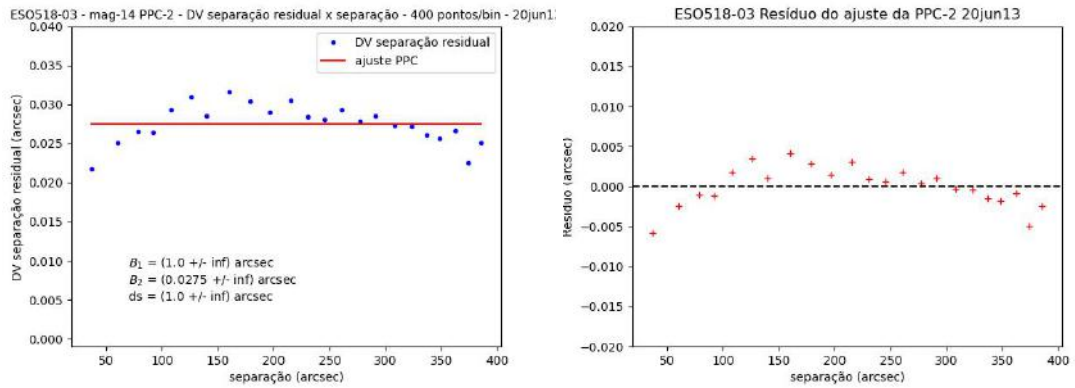 ESO518-03 - mag-14 PPC-2 - DV separação residual x separação - 400 pontos/bin - 20jun1
DV separação residual
ajuste PPC
0.040
0.035
0.030
0.025
0.020
0.015
0.010
0.005
0.000
DV separação residual (arcsec)
B₁ = (1.0 +/- inf) arcsec
B₂ = (0.0275 +/- inf) arcsec
ds = (1.0 +/- inf) arcsec
50 100 150 200 250 300 350 400
separação (arcsec)
ESO518-03 Resíduo do ajuste da PPC-2 20jun13
0.020
0.015
0.010
0.005
0.000
−0.005
−0.010
−0.015
−0.020
Resíduo (arcsec)
50 100 150 200 250 300 350 400
separação (arcsec)